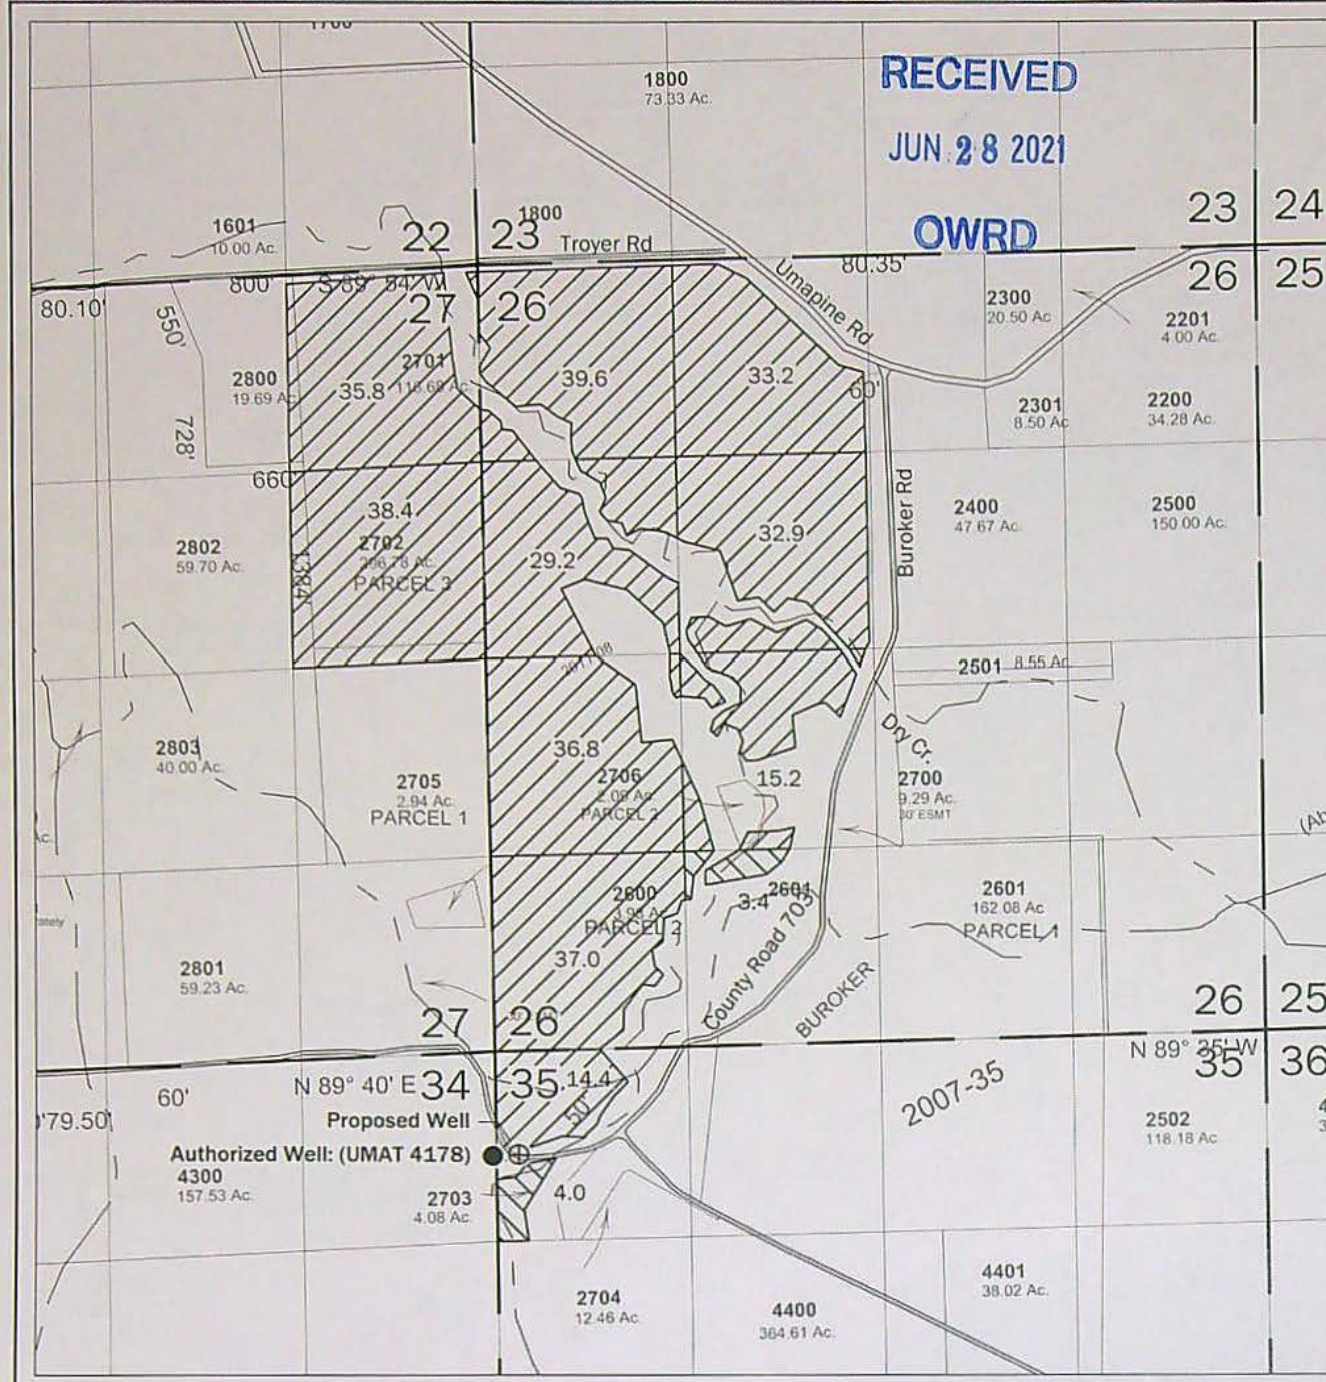 1800
73.33 Ac.
RECEIVED
JUN 28 2021
OWRD
1601
10.00 Ac.
22
23
1800
Troyer Rd
23
24
80.35'
26
25
80.10'
800'
S 89° 54' W
27
26
Umapine Rd
2300
20.50 Ac
2201
4.00 Ac.
550'
2800
19.69 Ac
2701
35.8
39.6
33.2
60'
2301
8.50 Ac
2200
34.28 Ac.
728'
660'
38.4
2702
PARCEL 3
1384'
29.2
32.9
Buroker Rd
2400
47.67 Ac.
2500
150.00 Ac.
2802
59.70 Ac.
2501 8.55 Ac
Dry Cr.
2803
40.00 Ac.
2705
2.94 Ac.
PARCEL 1
36.8
2706
PARCEL 2
15.2
2700
9.29 Ac.
30' ESMT
2600
PARCEL 2
3.4
2601
2601
162.08 Ac
PARCEL 1
2801
59.23 Ac.
37.0
County Road 703
BUROKER
27
26
26
25
N 89° 40' E
34
35
14.4
50'
N 89° 35' W
35
36
60'
79.50'
Proposed Well
Authorized Well: (UMAT 4178)
2007-35
2502
118.18 Ac
4300
157.53 Ac.
2703
4.08 Ac.
4.0
2704
12.46 Ac.
4400
364.61 Ac.
4401
38.02 Ac.